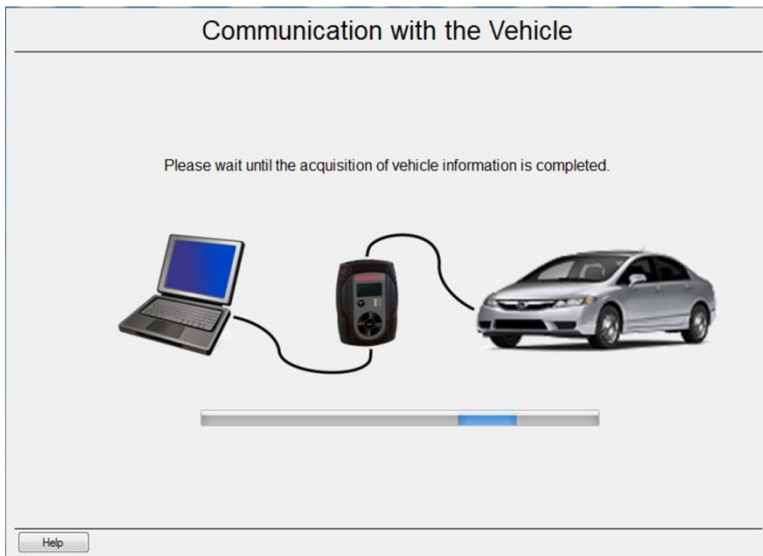 Communication with the Vehicle
Please wait until the acquisition of vehicle information is completed.
Help